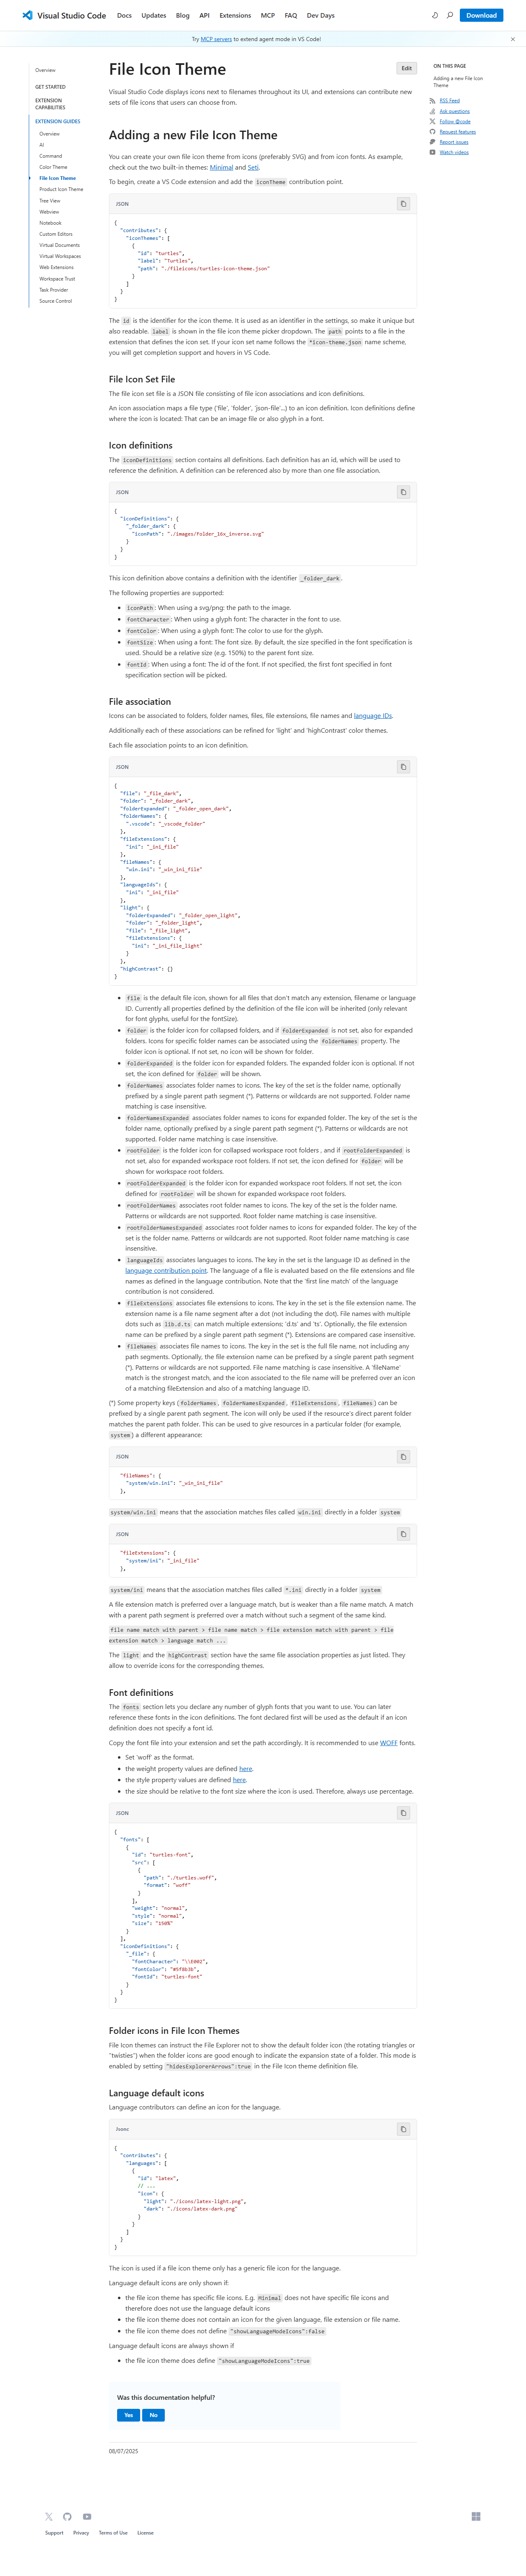 Visual Studio Code Docs Updates Blog API Extensions MCP FAQ Dev Days Download
Try MCP servers to extend agent mode in VS Code!
Overview
GET STARTED
EXTENSION
CAPABILITIES
EXTENSION GUIDES
Overview
AI
Command
Color Theme
File Icon Theme
Product Icon Theme
Tree View
Webview
Notebook
Custom Editors
Virtual Documents
Virtual Workspaces
Web Extensions
Workspace Trust
Task Provider
Source Control
File Icon Theme
Edit
Visual Studio Code displays icons next to filenames throughout its UI, and extensions can contribute new
sets of file icons that users can choose from.
Adding a new File Icon Theme
You can create your own file icon theme from icons (preferably SVG) and from icon fonts. As example,
check out the two built-in themes: Minimal and Seti.
To begin, create a VS Code extension and add the iconTheme contribution point.
JSON
{
"contributes": {
"iconThemes": [
{
"id": "turtles",
"label": "Turtles",
"path": "./fileicons/turtles-icon-theme.json"
}
]
}
}
The id is the identifier for the icon theme. It is used as an identifier in the settings, so make it unique but
also readable. label is shown in the file icon theme picker dropdown. The path points to a file in the
extension that defines the icon set. If your icon set name follows the *icon-theme.json name scheme,
you will get completion support and hovers in VS Code.
File Icon Set File
The file icon set file is a JSON file consisting of file icon associations and icon definitions.
An icon association maps a file type ('file', 'folder', 'json-file'...) to an icon definition. Icon definitions define
where the icon is located: That can be an image file or also glyph in a font.
Icon definitions
The iconDefinitions section contains all definitions. Each definition has an id, which will be used to
reference the definition. A definition can be referenced also by more than one file association.
JSON
{
"iconDefinitions": {
"_folder_dark": {
"iconPath": "./images/Folder_16x_inverse.svg"
}
}
}
This icon definition above contains a definition with the identifier _folder_dark.
The following properties are supported:
• iconPath: When using a svg/png: the path to the image.
• fontCharacter: When using a glyph font: The character in the font to use.
• fontColor: When using a glyph font: The color to use for the glyph.
• fontSize: When using a font: The font size. By default, the size specified in the font specification is
used. Should be a relative size (e.g. 150%) to the parent font size.
• fontId: When using a font: The id of the font. If not specified, the first font specified in font
specification section will be picked.
File association
Icons can be associated to folders, folder names, files, file extensions, file names and language IDs.
Additionally each of these associations can be refined for 'light' and 'highContrast' color themes.
Each file association points to an icon definition.
JSON
{
"file": "_file_dark",
"folder": "_folder_dark",
"folderExpanded": "_folder_open_dark",
"folderNames": {
".vscode": "_vscode_folder"
},
"fileExtensions": {
"ini": "_ini_file"
},
"fileNames": {
"win.ini": "_win_ini_file"
},
"languageIds": {
"ini": "_ini_file"
},
"light": {
"folderExpanded": "_folder_open_light",
"folder": "_folder_light",
"file": "_file_light",
"fileExtensions": {
"ini": "_ini_file_light"
}
},
"highContrast": {}
}
• file is the default file icon, shown for all files that don't match any extension, filename or language
ID. Currently all properties defined by the definition of the file icon will be inherited (only relevant
for font glyphs, useful for the fontSize).
• folder is the folder icon for collapsed folders, and if folderExpanded is not set, also for expanded
folders. Icons for specific folder names can be associated using the folderNames property. The
folder icon is optional. If not set, no icon will be shown for folder.
• folderExpanded is the folder icon for expanded folders. The expanded folder icon is optional. If not
set, the icon defined for folder will be shown.
• folderNames associates folder names to icons. The key of the set is the folder name, optionally
prefixed by a single parent path segment (*). Patterns or wildcards are not supported. Folder name
matching is case insensitive.
• folderNamesExpanded associates folder names to icons for expanded folder. The key of the set is the
folder name, optionally prefixed by a single parent path segment (*). Patterns or wildcards are not
supported. Folder name matching is case insensitive.
• rootFolder is the folder icon for collapsed workspace root folders , and if rootFolderExpanded is
not set, also for expanded workspace root folders. If not set, the icon defined for folder will be
shown for workspace root folders.
• rootFolderExpanded is the folder icon for expanded workspace root folders. If not set, the icon
defined for rootFolder will be shown for expanded workspace root folders.
• rootFolderNames associates root folder names to icons. The key of the set is the folder name.
Patterns or wildcards are not supported. Root folder name matching is case insensitive.
• rootFolderNamesExpanded associates root folder names to icons for expanded folder. The key of the
set is the folder name. Patterns or wildcards are not supported. Root folder name matching is case
insensitive.
• languageIds associates languages to icons. The key in the set is the language ID as defined in the
language contribution point. The language of a file is evaluated based on the file extensions and file
names as defined in the language contribution. Note that the 'first line match' of the language
contribution is not considered.
• fileExtensions associates file extensions to icons. The key in the set is the file extension name. The
extension name is a file name segment after a dot (not including the dot). File names with multiple
dots such as lib.d.ts can match multiple extensions: 'd.ts' and 'ts'. Optionally, the file extension
name can be prefixed by a single parent path segment (*). Extensions are compared case insensitive.
• fileNames associates file names to icons. The key in the set is the full file name, not including any
path segments. Optionally, the file extension name can be prefixed by a single parent path segment
(*). Patterns or wildcards are not supported. File name matching is case insensitive. A 'fileName'
match is the strongest match, and the icon associated to the file name will be preferred over an icon
of a matching fileExtension and also of a matching language ID.
(*) Some property keys (folderNames, folderNamesExpanded, fileExtensions, fileNames) can be
prefixed by a single parent path segment. The icon will only be used if the resource's direct parent folder
matches the parent path folder. This can be used to give resources in a particular folder (for example,
system) a different appearance:
JSON
"fileNames": {
"system/win.ini": "_win_ini_file"
},
system/win.ini means that the association matches files called win.ini directly in a folder system
JSON
"fileExtensions": {
"system/ini": "_ini_file"
},
system/ini means that the association matches files called *.ini directly in a folder system
A file extension match is preferred over a language match, but is weaker than a file name match. A match
with a parent path segment is preferred over a match without such a segment of the same kind.
file name match with parent > file name match > file extension match with parent > file
extension match > language match ...
The light and the highContrast section have the same file association properties as just listed. They
allow to override icons for the corresponding themes.
Font definitions
The fonts section lets you declare any number of glyph fonts that you want to use. You can later
reference these fonts in the icon definitions. The font declared first will be used as the default if an icon
definition does not specify a font id.
Copy the font file into your extension and set the path accordingly. It is recommended to use WOFF fonts.
• Set 'woff' as the format.
• the weight property values are defined here.
• the style property values are defined here.
• the size should be relative to the font size where the icon is used. Therefore, always use percentage.
JSON
{
"fonts": [
{
"id": "turtles-font",
"src": [
{
"path": "./turtles.woff",
"format": "woff"
}
],
"weight": "normal",
"style": "normal",
"size": "150%"
}
],
"iconDefinitions": {
"_file": {
"fontCharacter": "\\E002",
"fontColor": "#5f8b3b",
"fontId": "turtles-font"
}
}
}
Folder icons in File Icon Themes
File Icon themes can instruct the File Explorer not to show the default folder icon (the rotating triangles or
"twisties") when the folder icons are good enough to indicate the expansion state of a folder. This mode is
enabled by setting "hidesExplorerArrows":true in the File Icon theme definition file.
Language default icons
Language contributors can define an icon for the language.
Jsonc
{
"contributes": {
"languages": [
{
"id": "latex",
// ...
"icon": {
"light": "./icons/latex-light.png",
"dark": "./icons/latex-dark.png"
}
}
]
}
}
The icon is used if a file icon theme only has a generic file icon for the language.
Language default icons are only shown if:
• the file icon theme has specific file icons. E.g. Minimal does not have specific file icons and
therefore does not use the language default icons
• the file icon theme does not contain an icon for the given language, file extension or file name.
• the file icon theme does not define "showLanguageModeIcons":false
Language default icons are always shown if
• the file icon theme does define "showLanguageModeIcons":true
Was this documentation helpful?
Yes No
08/07/2025
ON THIS PAGE
Adding a new File Icon
Theme
RSS Feed
Ask questions
Follow @code
Request features
Report issues
Watch videos
Support Privacy Terms of Use License